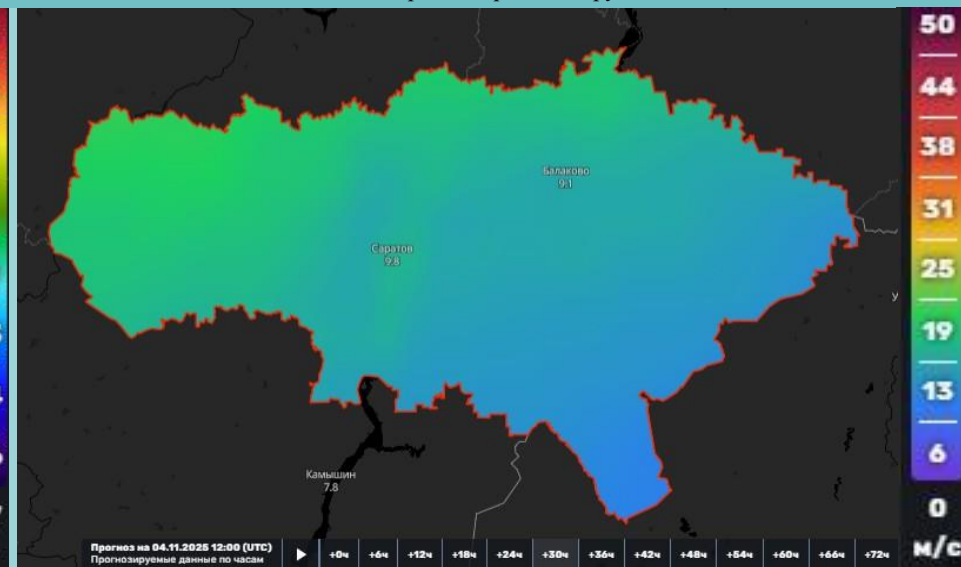 50
44
38
31
25
19
13
6
0
м/с
Балаково
9.1
Саратов
9.8
Камышин
7.8
Прогноз на 04.11.2025 12:00 (UTC)
Прогнозируемые данные по часам
+0ч +6ч +12ч +18ч +24ч +30ч +36ч +42ч +48ч +54ч +60ч +66ч +72ч